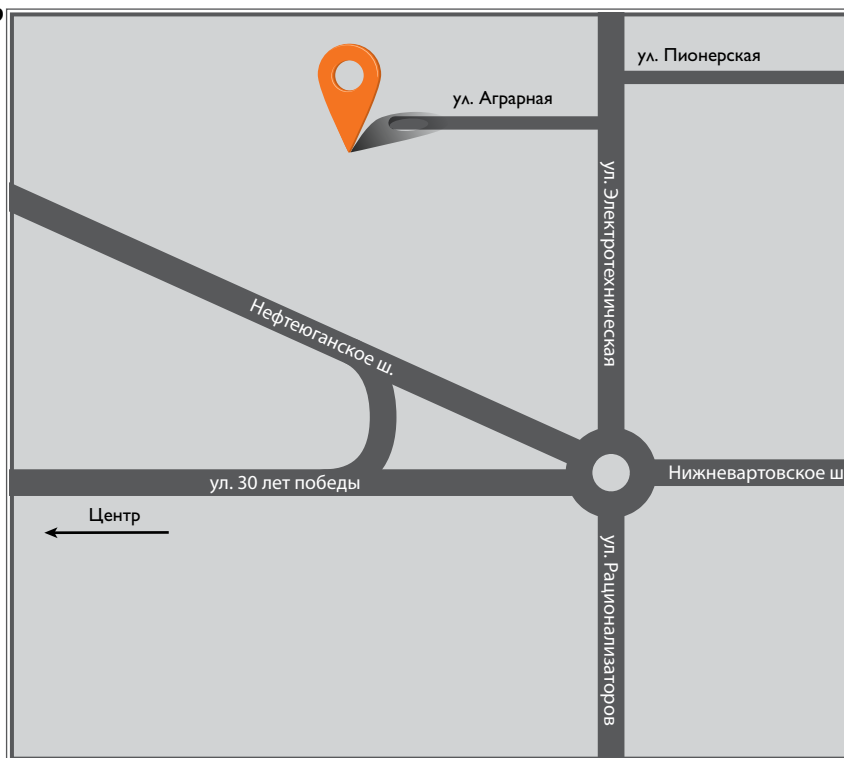 ул. Пионерская
ул. Аграрная
ул. Электротехническая
Нефтеюганское ш.
Нижневартовское ш
ул. 30 лет победы
Центр
ул. Рационализаторов